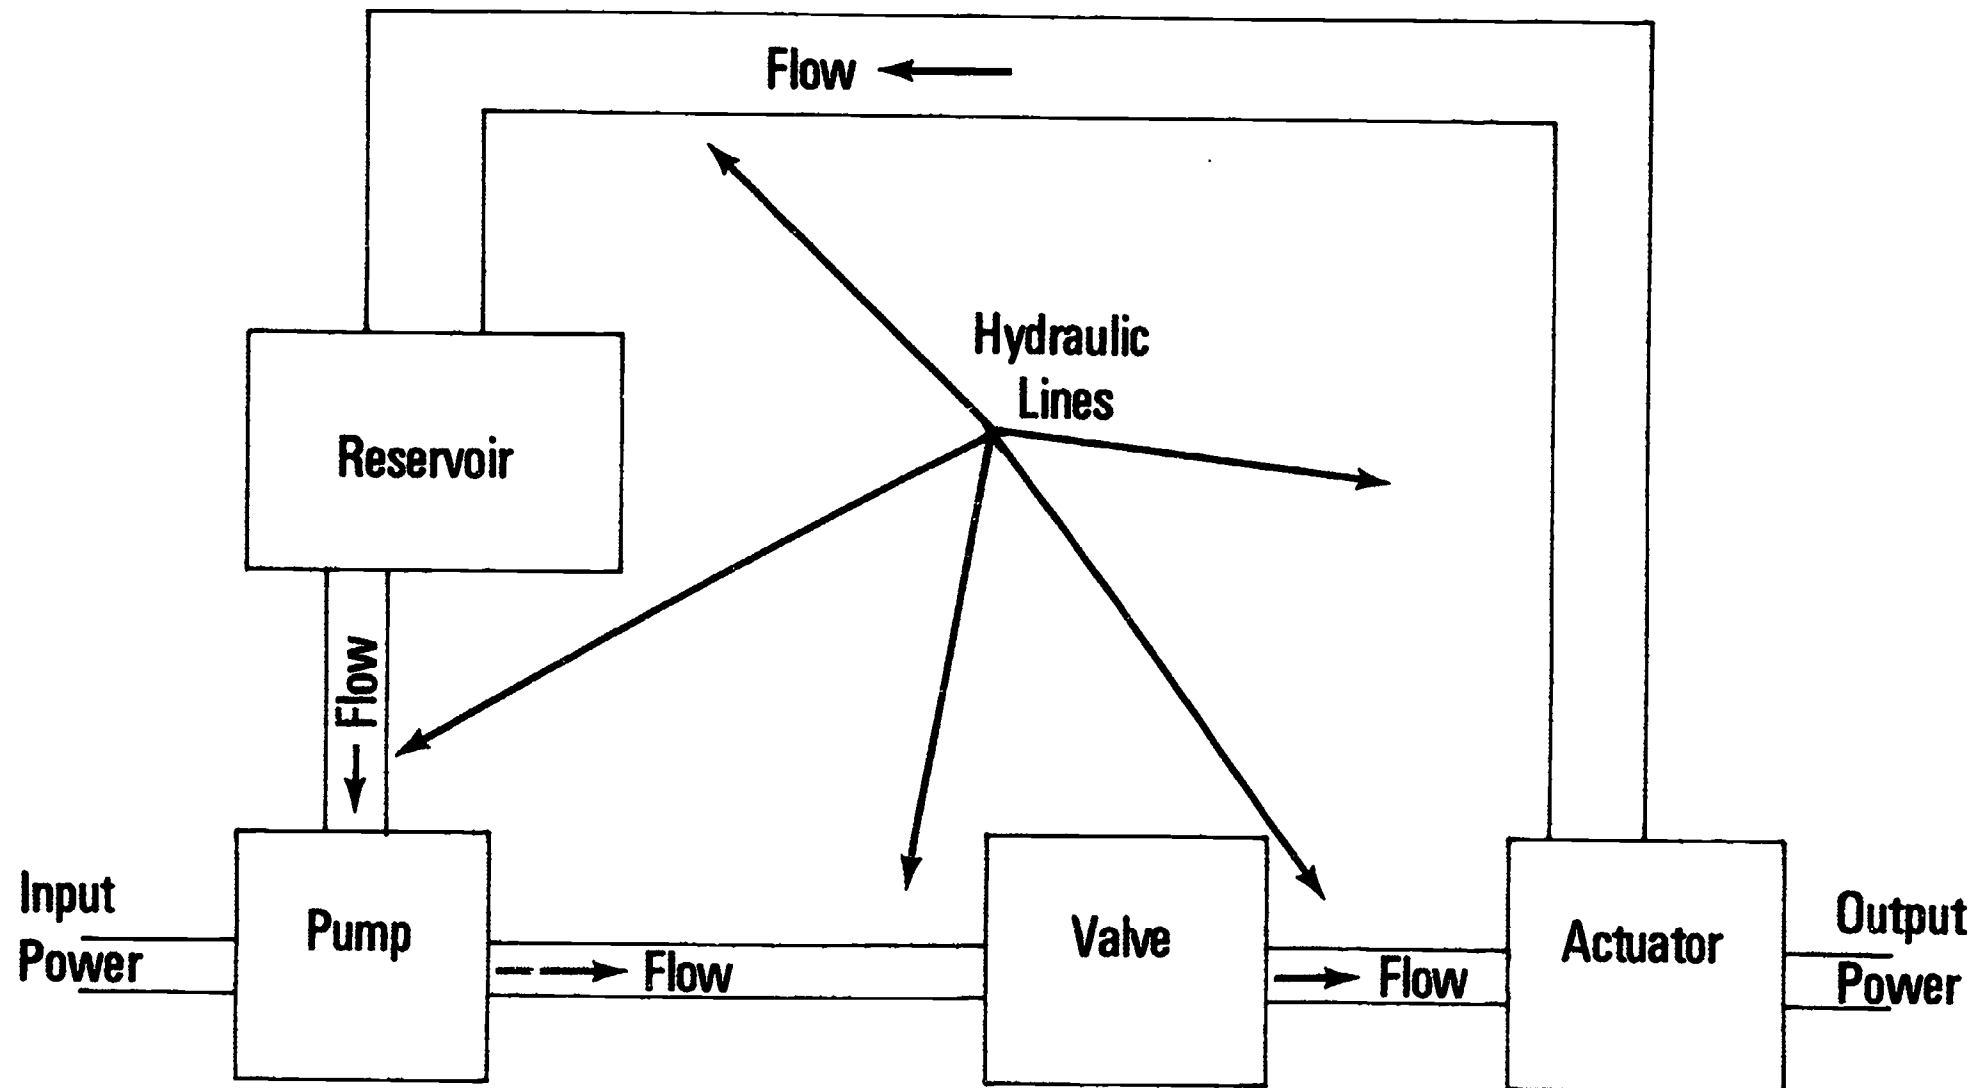 Flow
Hydraulic
Lines
Reservoir
Flow
Input
Power
Pump
Flow
Valve
Flow
Actuator
Output
Power